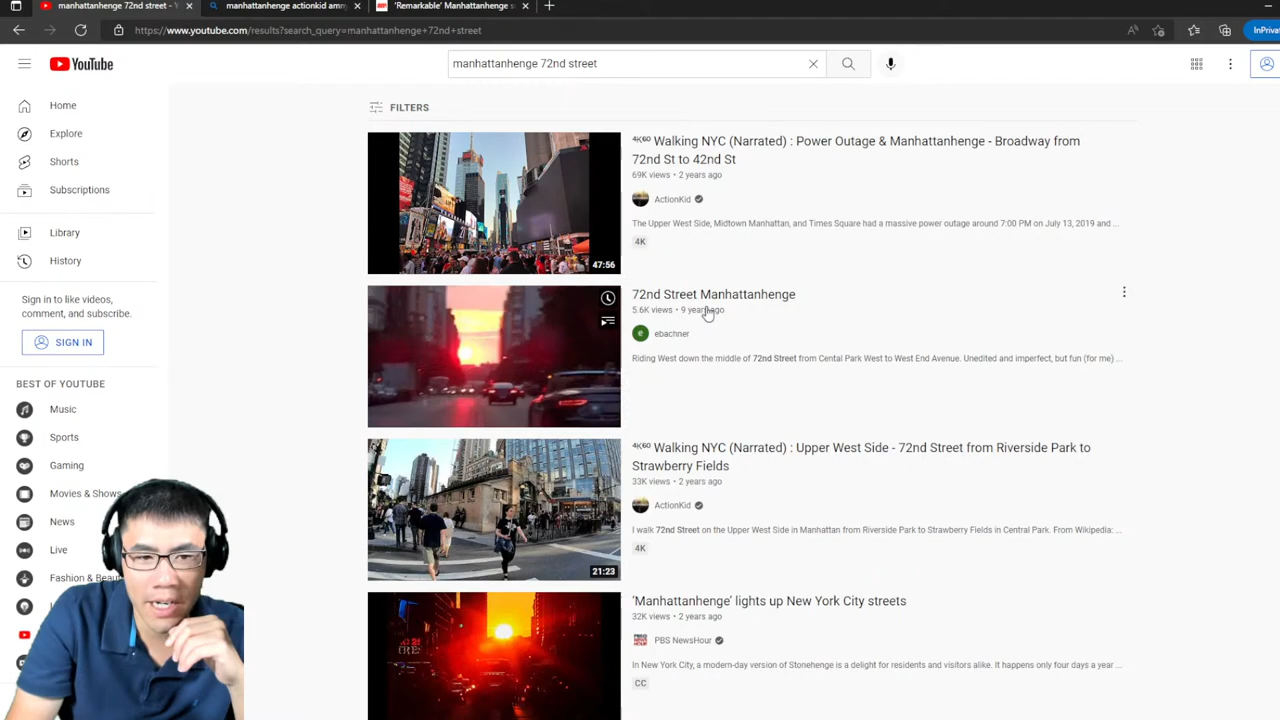 manhattanhenge 72nd street - Y
manhattanhenge actionkid amny
'Remarkable' Manhattanhenge s
https://www.youtube.com/results?search_query=manhattanhenge+72nd+street
InPrivate
YouTube
manhattanhenge 72nd street
Home
Explore
Shorts
Subscriptions
Library
History
Sign in to like videos,
comment, and subscribe.
SIGN IN
BEST OF YOUTUBE
Music
Sports
Gaming
Movies & Shows
News
Live
Fashion & Beau
FILTERS
4K60 Walking NYC (Narrated) : Power Outage & Manhattanhenge - Broadway from
72nd St to 42nd St
69K views • 2 years ago
ActionKid
The Upper West Side, Midtown Manhattan, and Times Square had a massive power outage around 7:00 PM on July 13, 2019 and ...
4K
47:56
72nd Street Manhattanhenge
5.6K views • 9 years ago
e
ebachner
Riding West down the middle of 72nd Street from Cental Park West to West End Avenue. Unedited and imperfect, but fun (for me) ...
4K60 Walking NYC (Narrated) : Upper West Side - 72nd Street from Riverside Park to
Strawberry Fields
33K views • 2 years ago
ActionKid
I walk 72nd Street on the Upper West Side in Manhattan from Riverside Park to Strawberry Fields in Central Park. From Wikipedia: ...
4K
21:23
'Manhattanhenge' lights up New York City streets
32K views • 2 years ago
PBS NewsHour
In New York City, a modern-day version of Stonehenge is a delight for residents and visitors alike. It happens only four days a year ...
CC